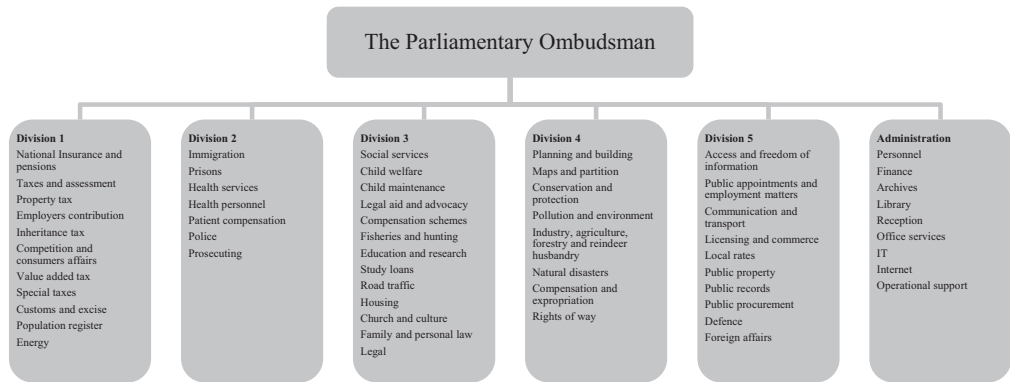 The Parliamentary Ombudsman
Division 1
National Insurance and
pensions
Taxes and assessment
Property tax
Employers contribution
Inheritance tax
Competition and
consumers affairs
Value added tax
Special taxes
Customs and excise
Population register
Energy
Division 2
Immigration
Prisons
Health services
Health personnel
Patient compensation
Police
Prosecuting
Division 3
Social services
Child welfare
Child maintenance
Legal aid and advocacy
Compensation schemes
Fisheries and hunting
Education and research
Study loans
Road traffic
Housing
Church and culture
Family and personal law
Legal
Division 4
Planning and building
Maps and partition
Conservation and
protection
Pollution and environment
Industry, agriculture,
forestry and reindeer
husbandry
Natural disasters
Compensation and
expropriation
Rights of way
Division 5
Access and freedom of
information
Public appointments and
employment matters
Communication and
transport
Licensing and commerce
Local rates
Public property
Public records
Public procurement
Defence
Foreign affairs
Administration
Personnel
Finance
Archives
Library
Reception
Office services
IT
Internet
Operational support